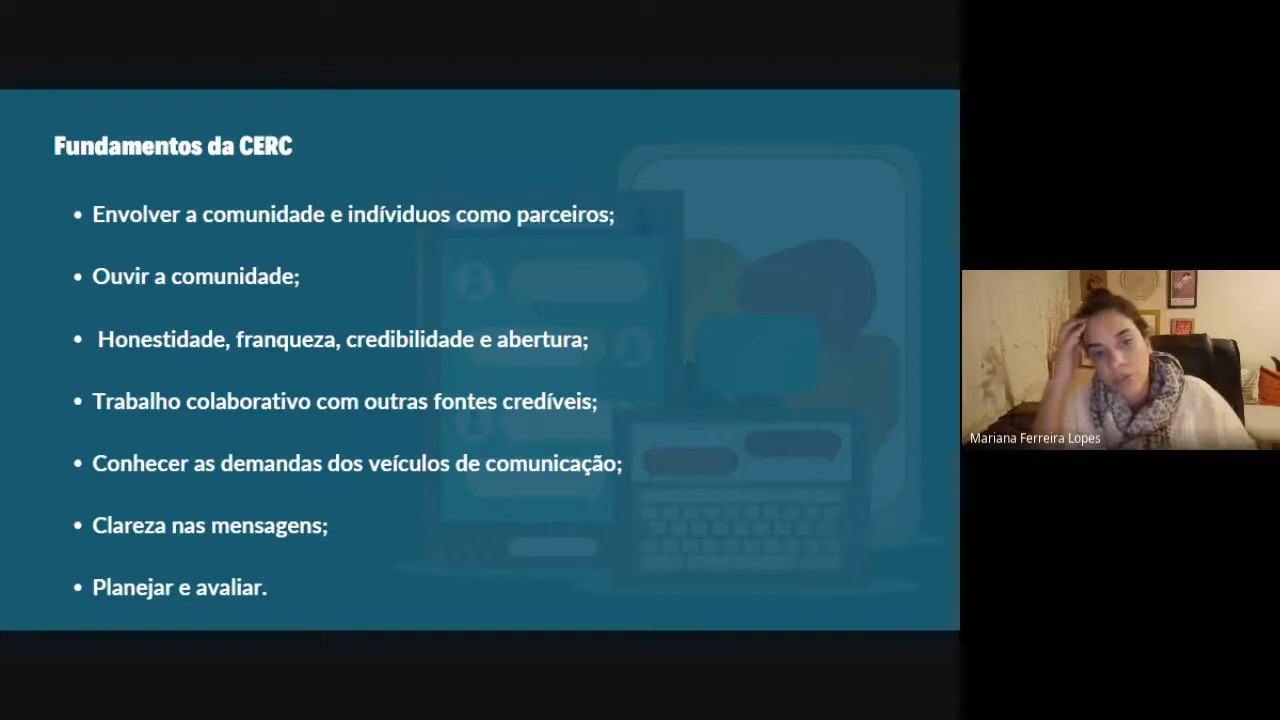 Fundamentos da CERC
• Envolver a comunidade e indíviduos como parceiros;
• Ouvir a comunidade;
• Honestidade, franqueza, credibilidade e abertura;
• Trabalho colaborativo com outras fontes credíveis;
• Conhecer as demandas dos veículos de comunicação;
• Clareza nas mensagens;
• Planejar e avaliar.
Mariana Ferreira Lopes